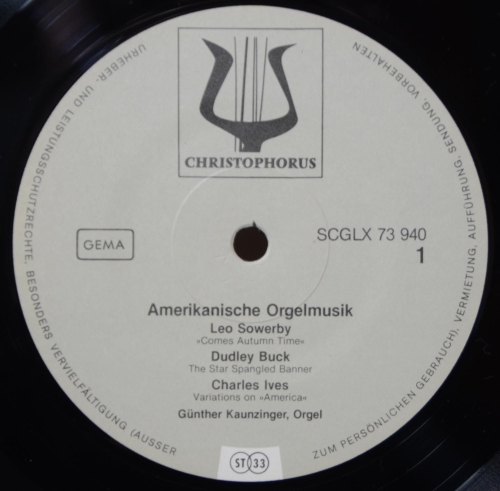 CHRISTOPHORUS
GEMA
SCGLX 73 940
1
Amerikanische Orgelmusik
Leo Sowerby
»Comes Autumn Time«
Dudley Buck
The Star Spangled Banner
Charles Ives
Variations on »America«
Günther Kaunzinger, Orgel
ST 33
URHEBER- UND LEISTUNGSSCHUTZRECHTE, BESONDERS VERVIELFÄLTIGUNG (AUSSER
ZUM PERSÖNLICHEN GEBRAUCH), VERMIETUNG, AUFFÜHRUNG, SENDUNG, VORBEHALTEN